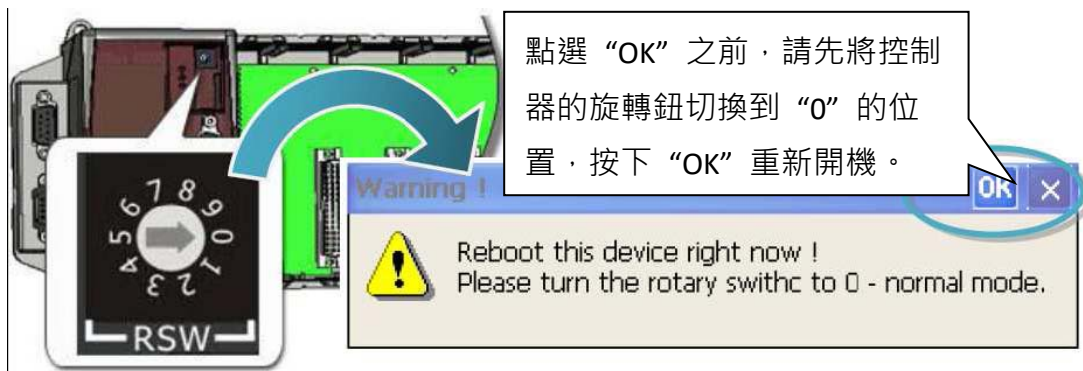 點選 “OK” 之前，請先將控制
器的旋轉鈕切換到 “0” 的位
置，按下 “OK” 重新開機。
Warning !
OK
Reboot this device right now !
Please turn the rotary swithc to 0 - normal mode.
7 8 9
6 0
5 1
4 3 2
RSW